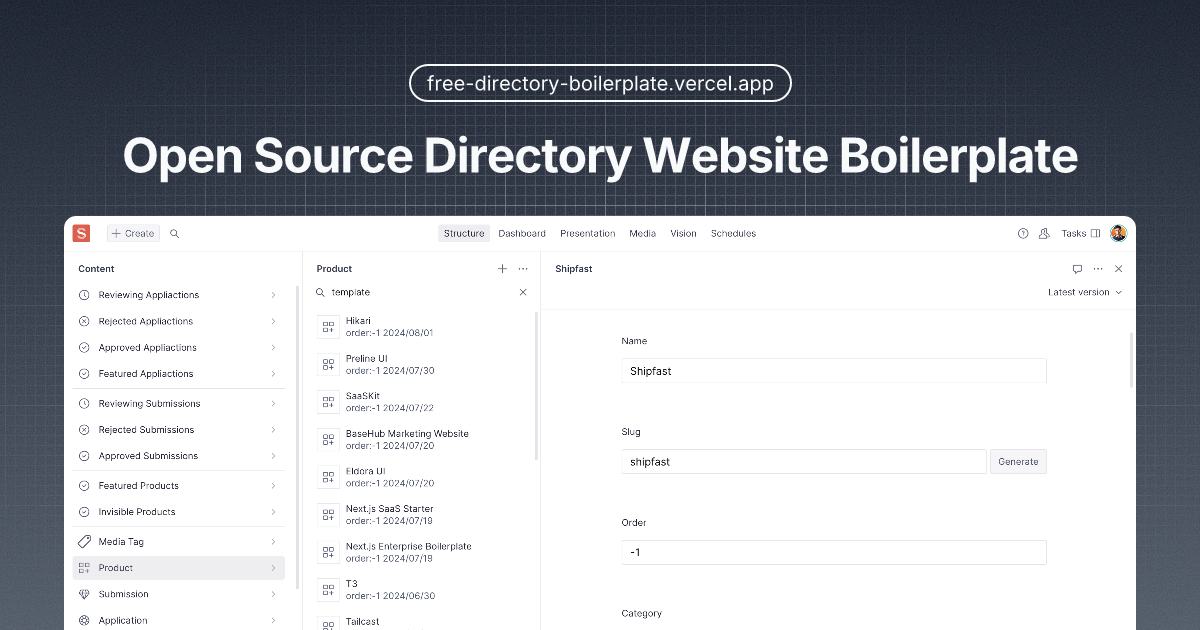 free-directory-boilerplate.vercel.app
Open Source Directory Website Boilerplate
S
Create
Structure
Dashboard
Presentation
Media
Vision
Schedules
Tasks
Content
Reviewing Appliactions
Rejected Appliactions
Approved Appliactions
Featured Appliactions
Reviewing Submissions
Rejected Submissions
Approved Submissions
Featured Products
Invisible Products
Media Tag
Product
Submission
Application
Product
template
Hikari
order:-1 2024/08/01
Preline UI
order:-1 2024/07/30
SaaSKit
order:-1 2024/07/22
BaseHub Marketing Website
order:-1 2024/07/20
Eldora UI
order:-1 2024/07/20
Next.js SaaS Starter
order:-1 2024/07/19
Next.js Enterprise Boilerplate
order:-1 2024/07/19
T3
order:-1 2024/06/30
Tailcast
Shipfast
Latest version
Name
Shipfast
Slug
shipfast
Generate
Order
-1
Category